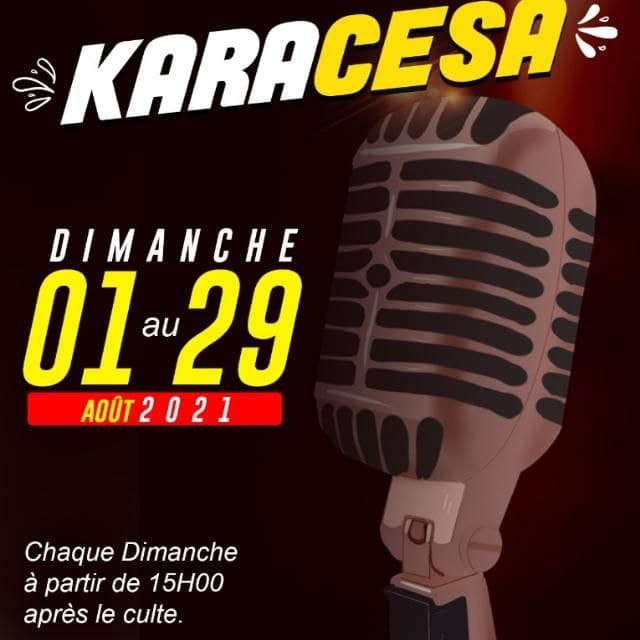 KARACESA
DIMANCHE
01 au 29
AOÛT 2021
Chaque Dimanche
à partir de 15H00
après le culte.